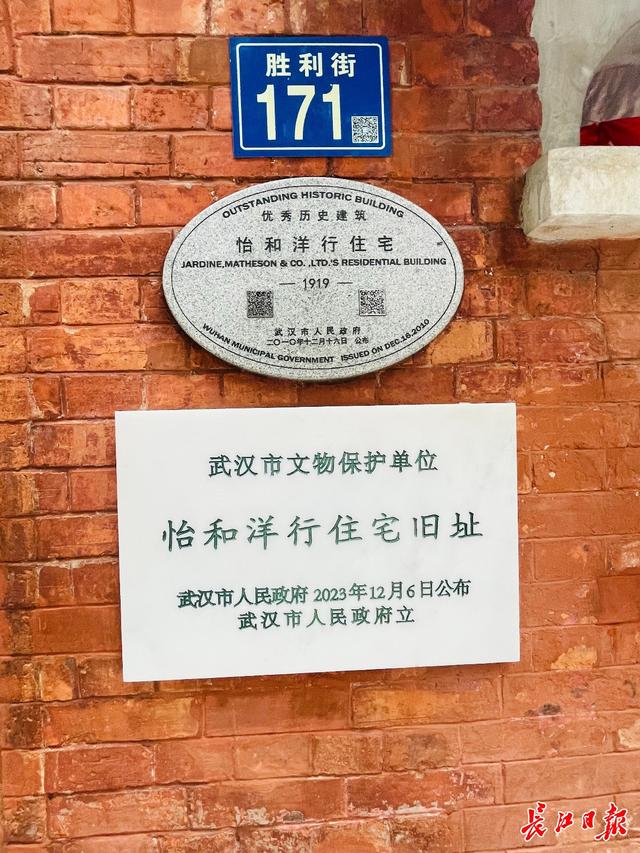 胜利街
171
OUTSTANDING HISTORIC BUILDING
优秀历史建筑
怡和洋行住宅
JARDINE,MATHESON & CO. ,LTD.'S RESIDENTIAL BUILDING
— 1919 —
武汉市人民政府
二〇一〇年十二月十六日 公布
WUHAN MUNICIPAL GOVERNMENT ISSUED ON DEC.16.2010
武汉市文物保护单位
怡和洋行住宅旧址
武汉市人民政府 2023年12月6日公布
武汉市人民政府立
长江日报